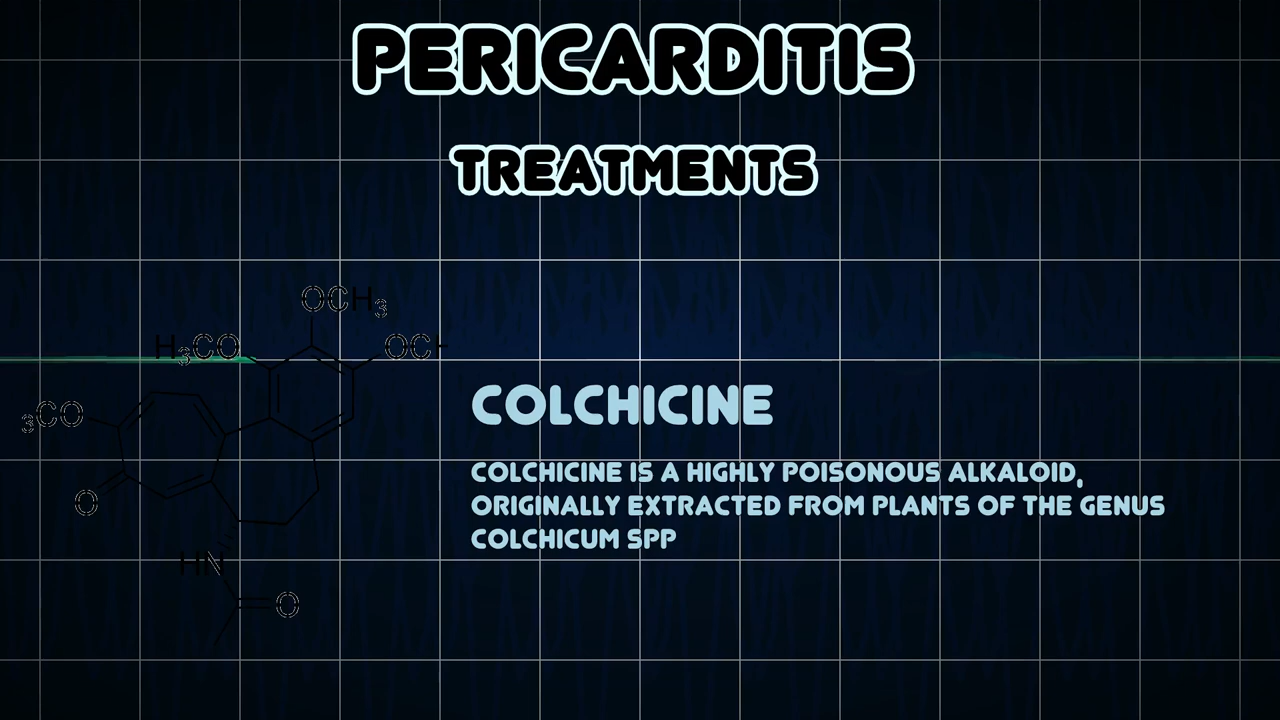 PERICARDITIS
TREATMENTS
OCH3
H3CO
OCH
3CO
COLCHICINE
COLCHICINE IS A HIGHLY POISONOUS ALKALOID,
ORIGINALLY EXTRACTED FROM PLANTS OF THE GENUS
O
COLCHICUM SPP
HN
O